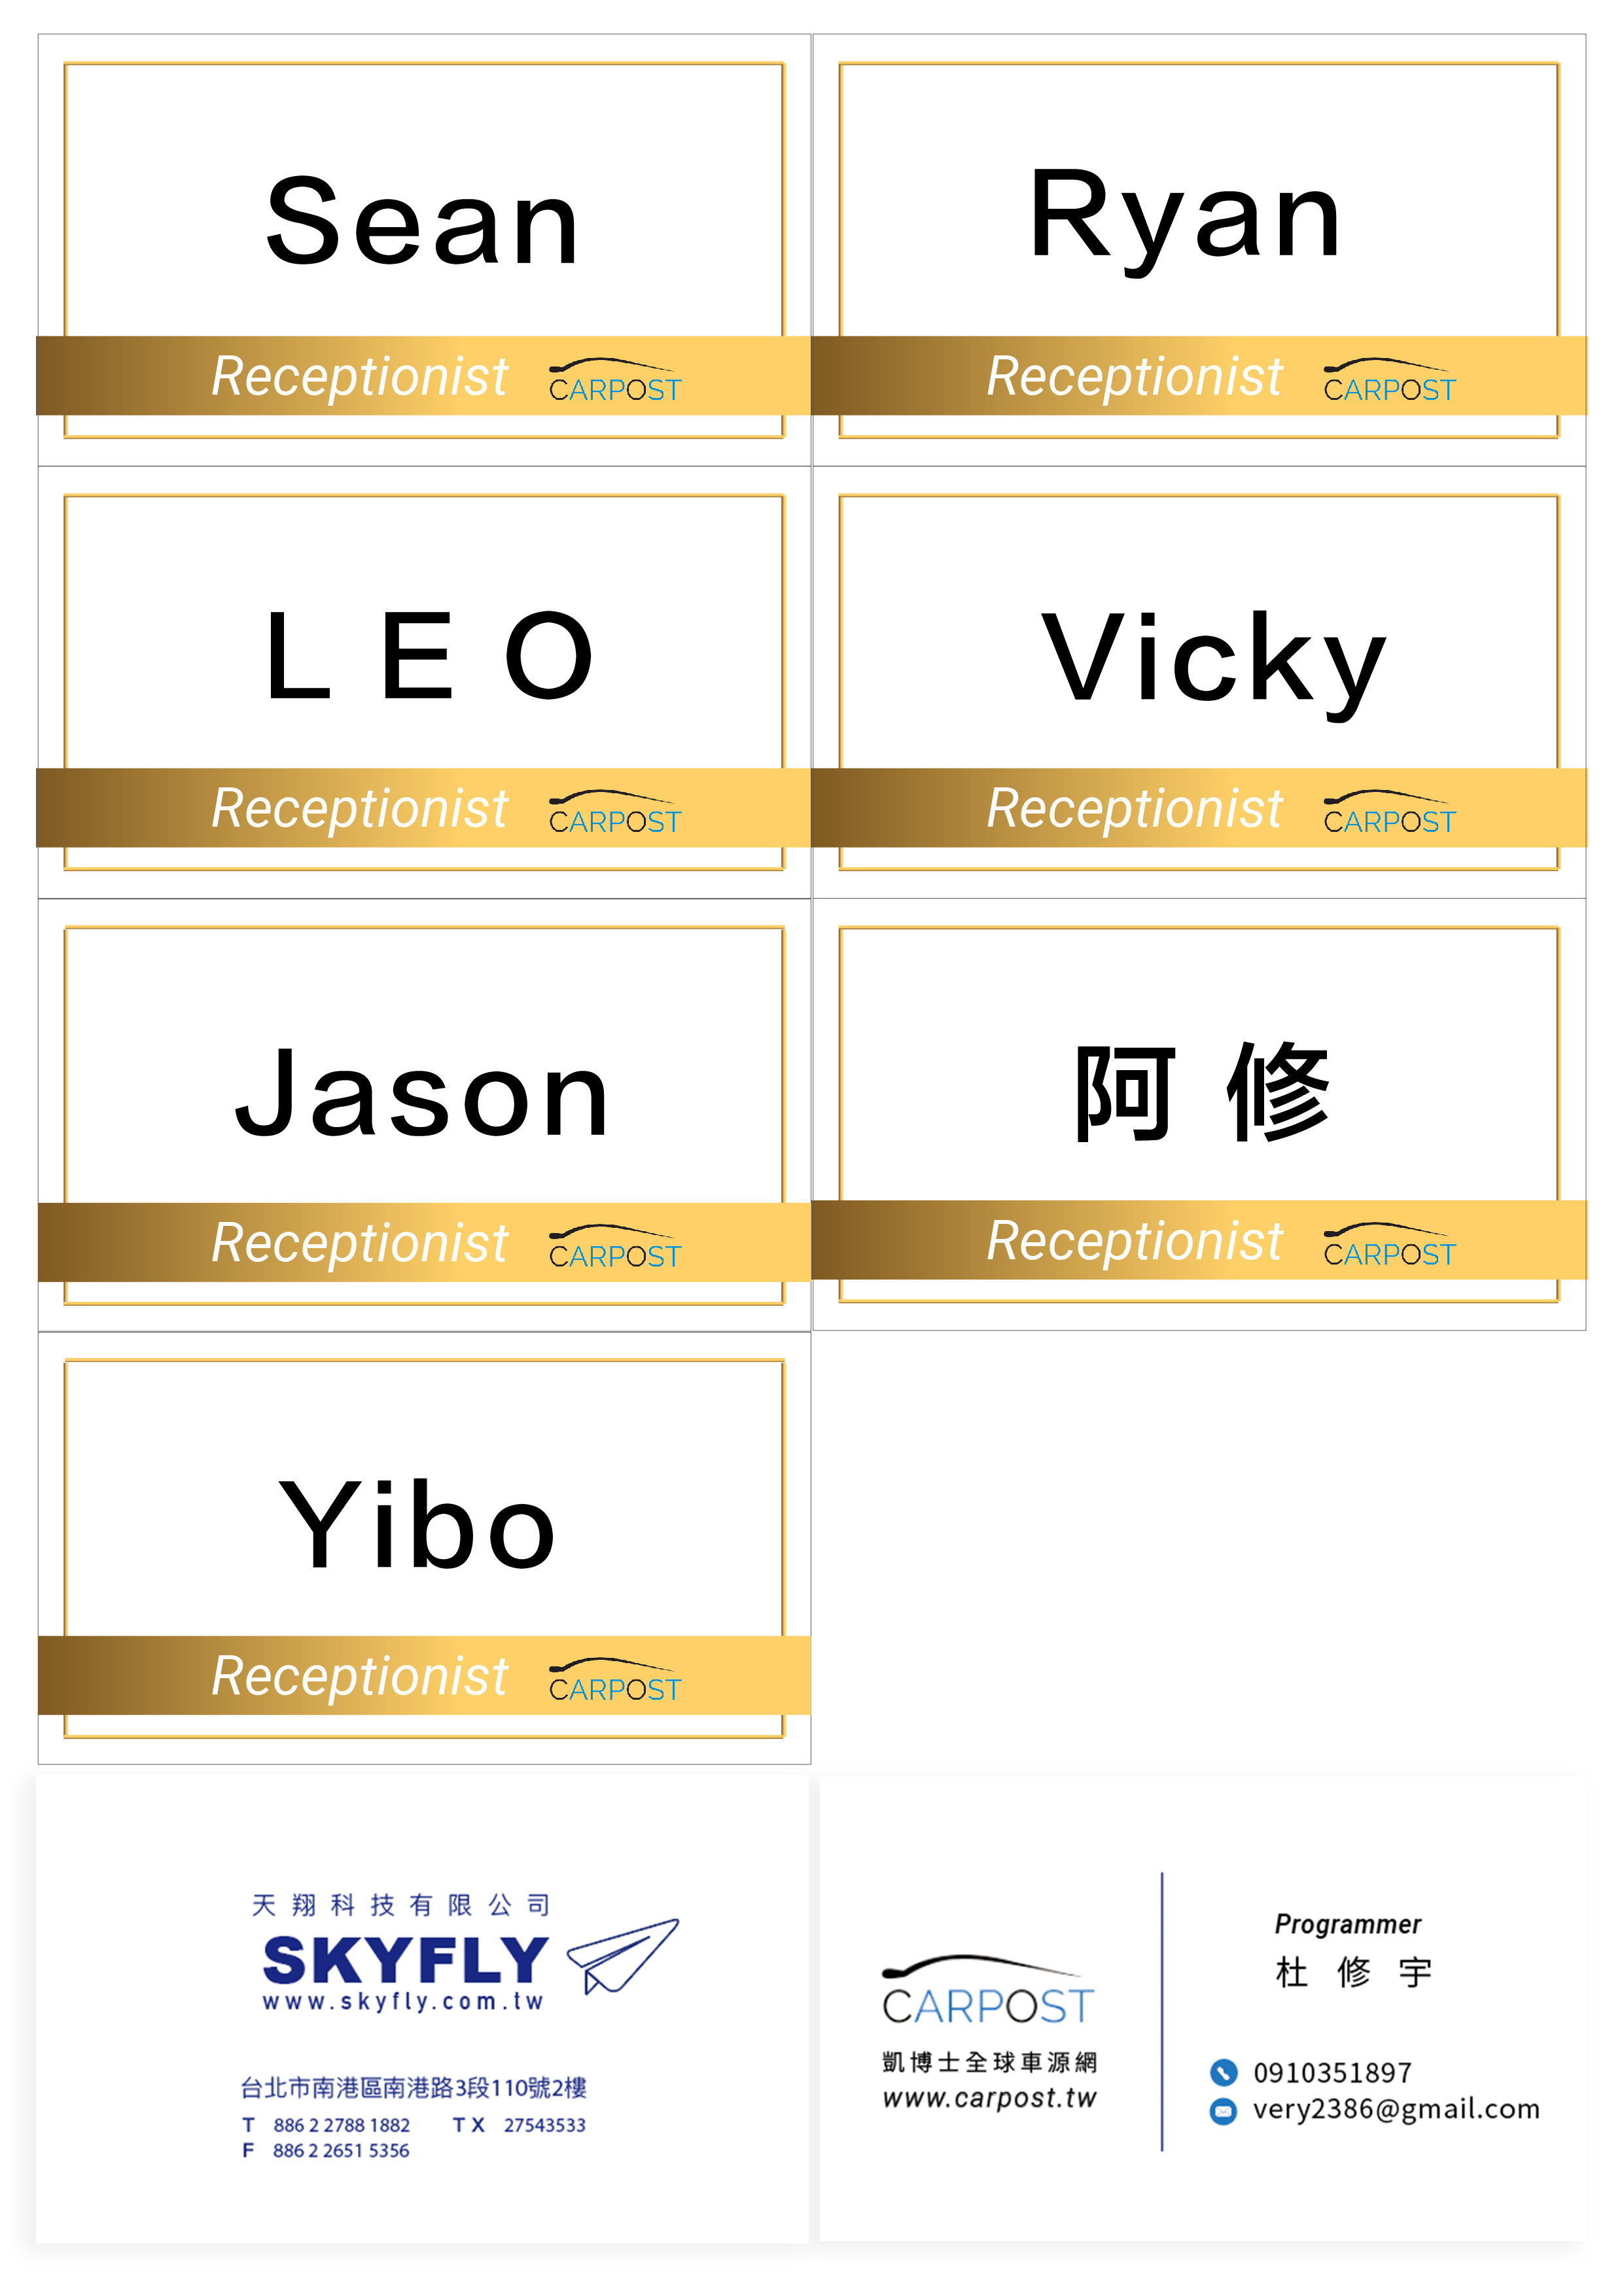 Sean
Receptionist CARPOST
Ryan
Receptionist CARPOST
LEO
Receptionist CARPOST
Vicky
Receptionist CARPOST
Jason
Receptionist CARPOST
阿修
Receptionist CARPOST
Yibo
Receptionist CARPOST
天翔科技有限公司
SKYFLY
www.skyfly.com.tw
台北市南港區南港路3段110號2樓
T 886 2 2788 1882 TX 27543533
F 886 2 2651 5356
CARPOST
凱博士全球車源網
www.carpost.tw
Programmer
杜修宇
0910351897
very2386@gmail.com